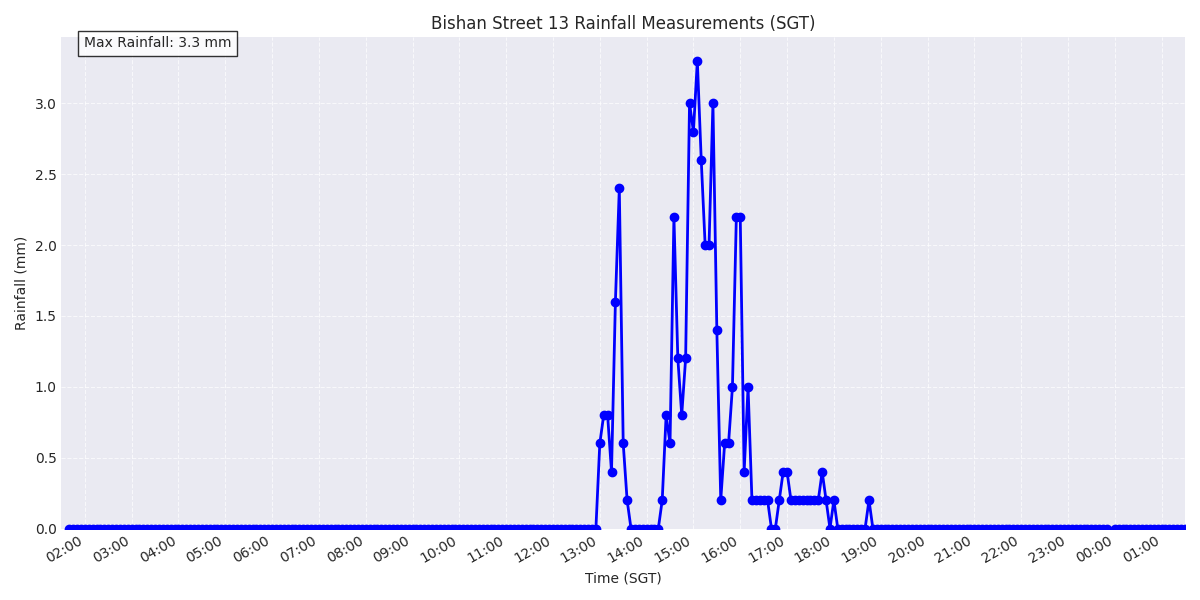 Bishan Street 13 Rainfall Measurements (SGT)
Max Rainfall: 3.3 mm
Rainfall (mm)
3.0
2.5
2.0
1.5
1.0
0.5
0.0
02:00 03:00 04:00 05:00 06:00 07:00 08:00 09:00 10:00 11:00 12:00 13:00 14:00 15:00 16:00 17:00 18:00 19:00 20:00 21:00 22:00 23:00 00:00 01:00
Time (SGT)